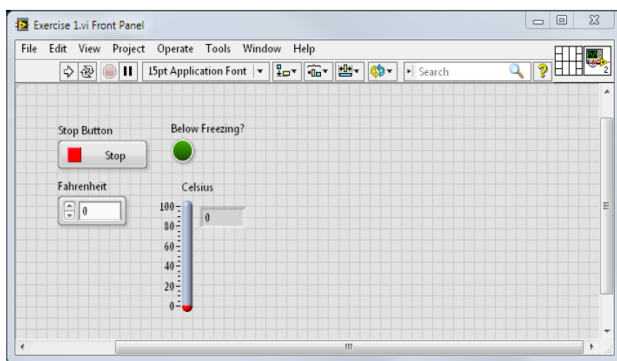 Exercise 1.vi Front Panel
File Edit View Project Operate Tools Window Help
15pt Application Font Search ? 2
Stop Button Below Freezing?
Stop
Fahrenheit Celsius
0
100
0
80
60
40
20
0